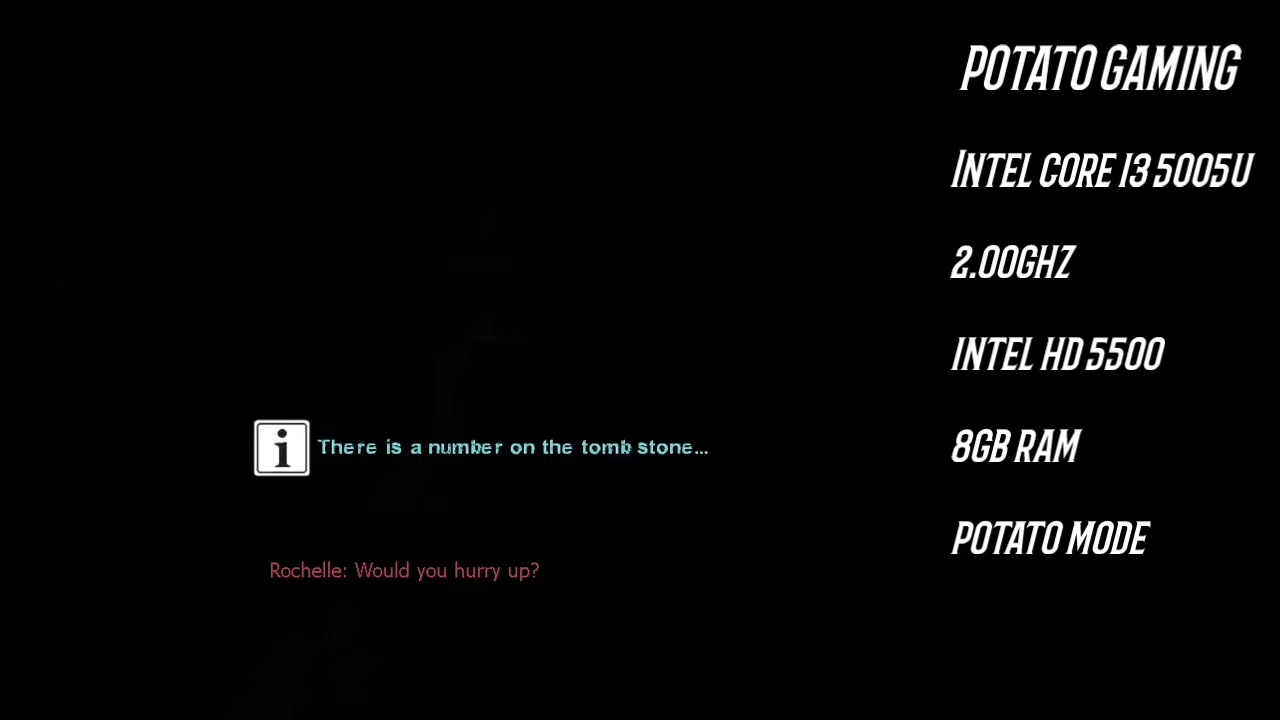 POTATO GAMING
INTEL CORE I3 5005U
2.00GHZ
INTEL HD 5500
8GB RAM
POTATO MODE
i There is a number on the tomb stone...
Rochelle: Would you hurry up?